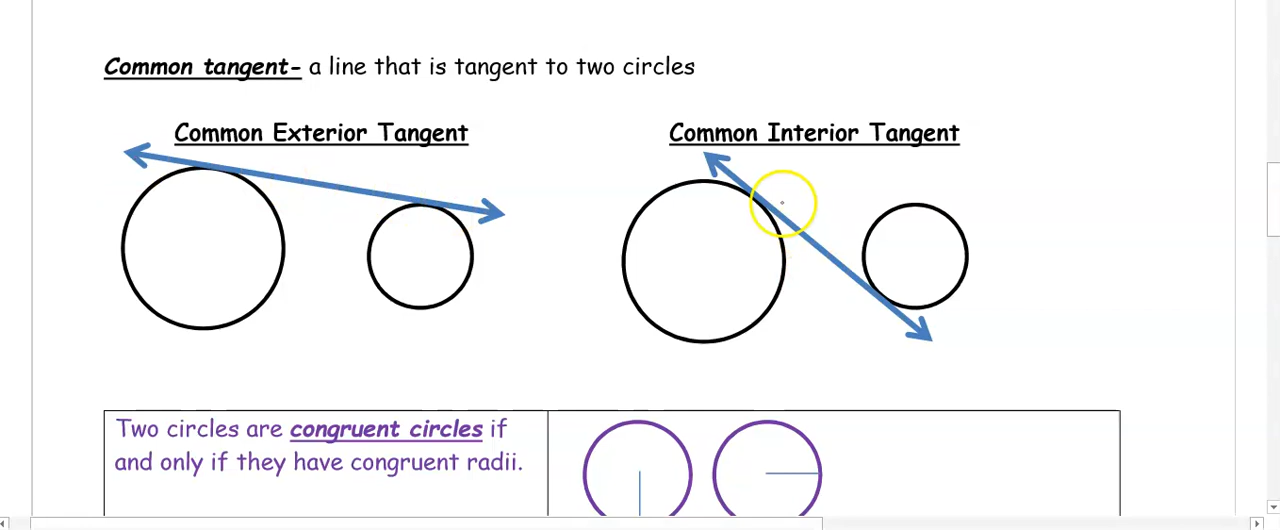 Common tangent- a line that is tangent to two circles
Common Exterior Tangent
Common Interior Tangent
Two circles are congruent circles if
and only if they have congruent radii.